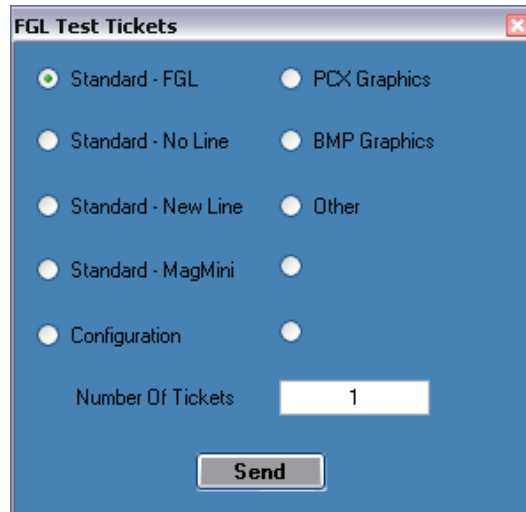 FGL Test Tickets
Standard - FGL
PCX Graphics
Standard - No Line
BMP Graphics
Standard - New Line
Other
Standard - MagMini
Configuration
Number Of Tickets
1
Send